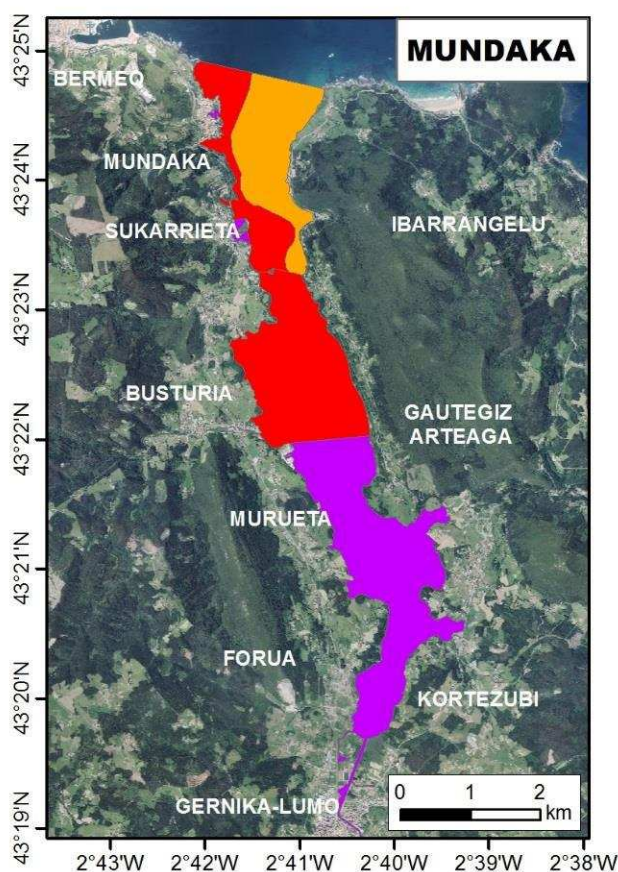 MUNDAKA
43°25'N
BERMEO
43°24'N
MUNDAKA
SUKARRIETA
IBARRANGELU
43°23'N
BUSTURIA
GAUTEGIZ
ARTEAGA
43°22'N
MURUETA
43°21'N
FORUA
KORTEZUBI
43°20'N
0 1 2
km
GERNIKA-LUMO
43°19'N
2°43'W 2°42'W 2°41'W 2°40'W 2°39'W 2°38'W